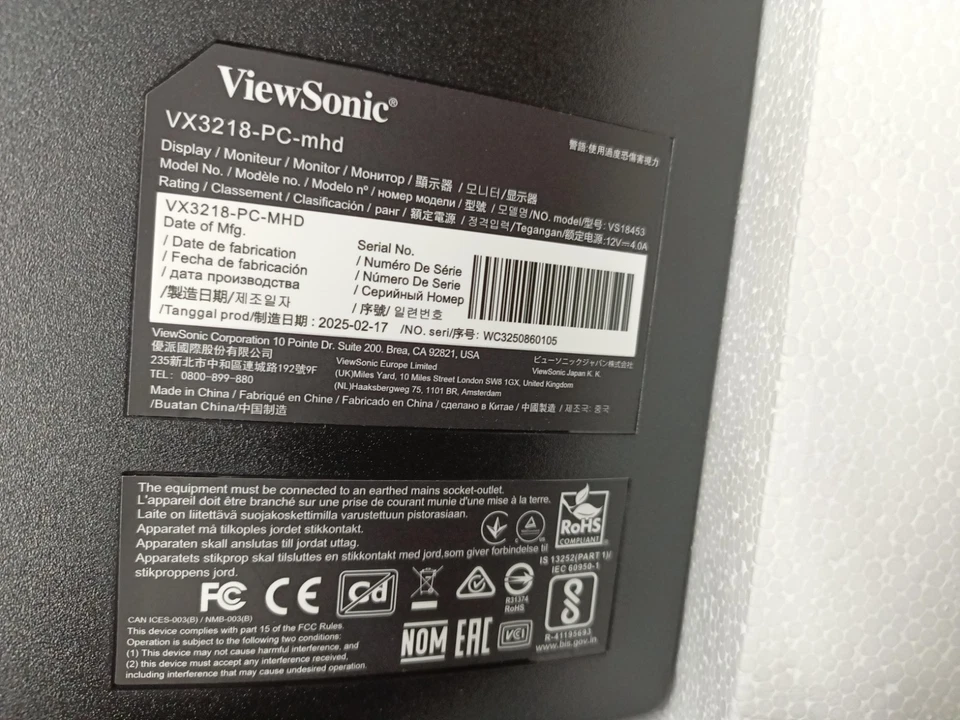 ViewSonic®
VX3218-PC-mhd
警語:使用過度恐傷害視力
Display / Moniteur / Monitor / Монитор / 顯示器 / 모니터/显示器
Model No. / Modèle no. / Modelo nº / номер модели / 型號 / 모델명/NO. model/型号: VS18453
Rating / Classement / Clasificación / ранг / 額定電源 / 정격입력/Tegangan/额定电源:12V⎓4.0A
VX3218-PC-MHD
Date of Mfg.
/ Date de fabrication
/ Fecha de fabricación
/ дата производства
/製造日期/제조일자
/Tanggal prod/制造日期 : 2025-02-17
Serial No.
/ Numéro De Série
/ Número De Serie
/ Серийный Номер
/ 序號/ 일련번호
/NO. seri/序号: WC3250860105
ViewSonic Corporation 10 Pointe Dr. Suite 200. Brea, CA 92821, USA
優派國際股份有限公司
235新北市中和區連城路192號9F
TEL: 0800-899-880
ViewSonic Europe Limited
(UK)Miles Yard, 10 Miles Street London SW8 1GX, United Kingdom
(NL)Haaksbergweg 75, 1101 BR, Amsterdam
ビューソニックジャパン株式会社
ViewSonic Japan K. K.
Made in China / Fabriqué en Chine / Fabricado en China / сделано в Китае / 中國製造 / 제조국: 중국
/Buatan China/中国制造
The equipment must be connected to an earthed mains socket-outlet.
L'appareil doit être branché sur une prise de courant munie d'une mise à la terre.
Laite on liitettävä suojakoskettimilla varustettuun pistorasiaan.
Apparatet må tilkoples jordet stikkontakt.
Apparaten skall anslutas till jordat uttag.
Apparatets stikprop skal tilsluttes en stikkontakt med jord,som giver forbindelse til
stikproppens jord.
RoHS
COMPLIANT
IS 13252(PART 1)/
IEC 60950-1
R-41195693
www.bis.gov.in
FC CE Cd
R31374
RoHS
NOM EAC VCCI
CAN ICES-003(B) / NMB-003(B)
This device complies with part 15 of the FCC Rules.
Operation is subject to the following two conditions:
(1) This device may not cause harmful interference, and
(2) this device must accept any interference received,
including interference that may cause undesired operation.